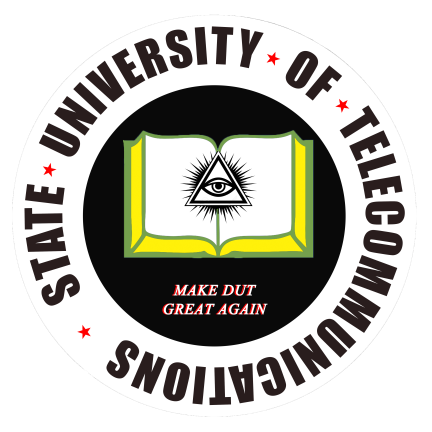 STATE UNIVERSITY OF TELECOMMUNICATIONS
MAKE DUT
GREAT AGAIN